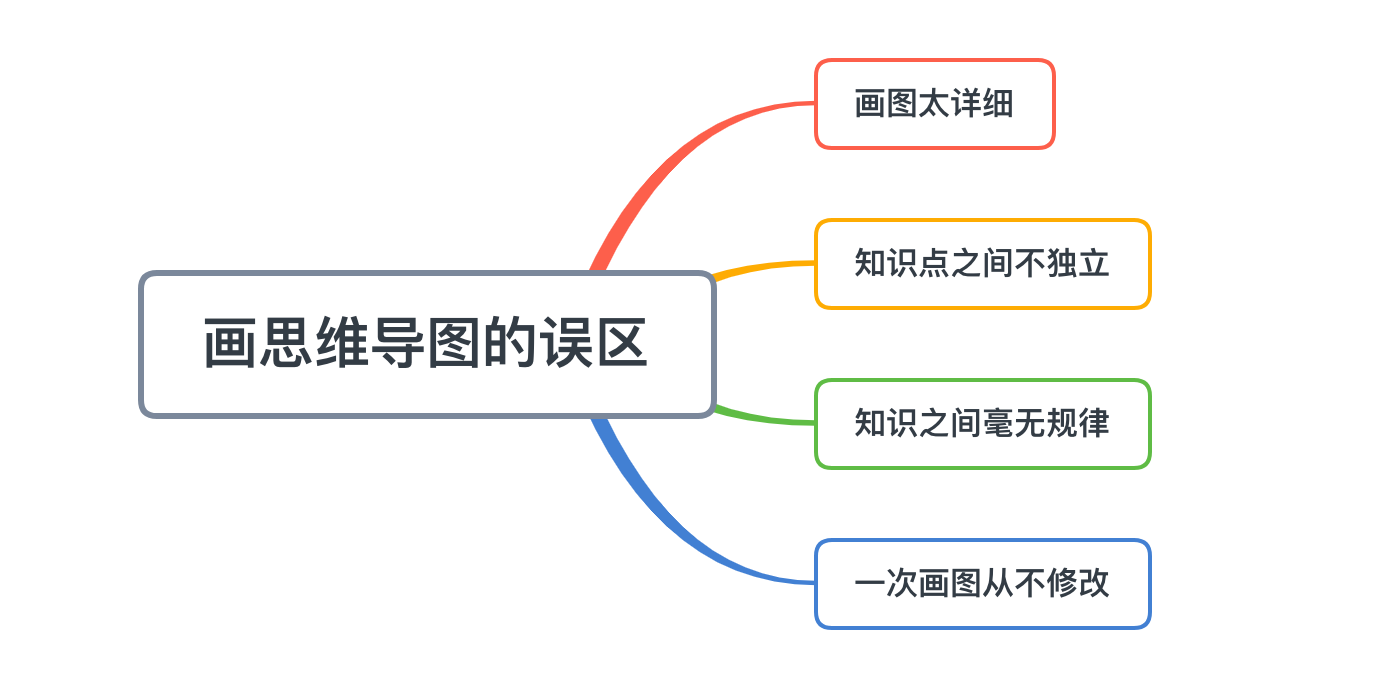 画思维导图的误区
画图太详细
知识点之间不独立
知识之间毫无规律
一次画图从不修改